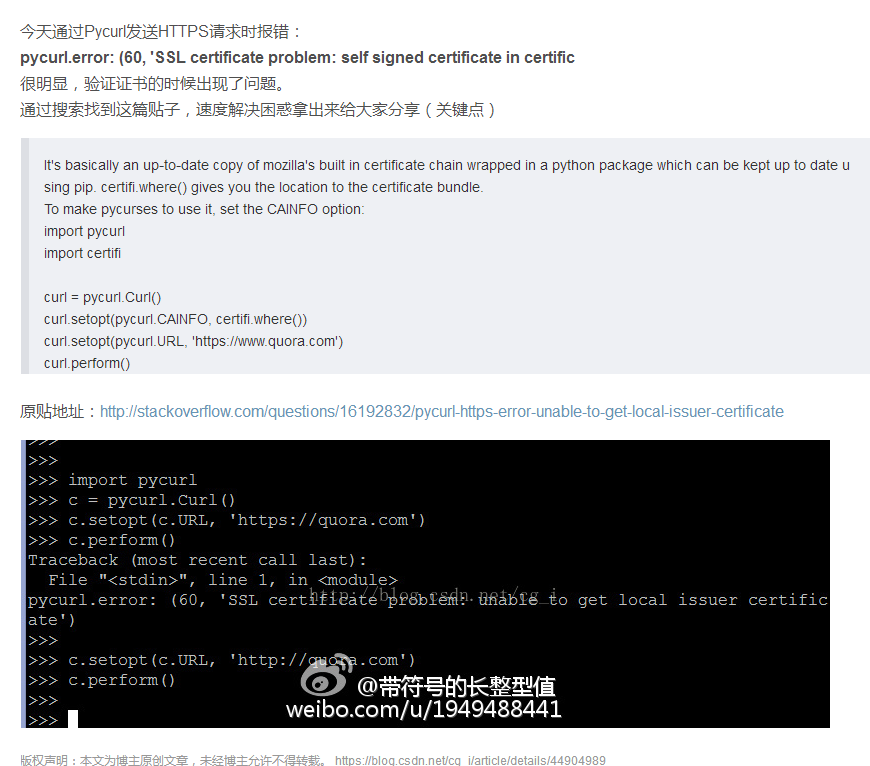 今天通过Pycurl发送HTTPS请求时报错：
pycurl.error: (60, 'SSL certificate problem: self signed certificate in certific
很明显，验证证书的时候出现了问题。
通过搜索找到这篇贴子，速度解决困惑拿出来给大家分享（关键点）
It's basically an up-to-date copy of mozilla's built in certificate chain wrapped in a python package which can be kept up to date u
sing pip. certifi.where() gives you the location to the certificate bundle.
To make pycurses to use it, set the CAINFO option:
import pycurl
import certifi
curl = pycurl.Curl()
curl.setopt(pycurl.CAINFO, certifi.where())
curl.setopt(pycurl.URL, 'https://www.quora.com')
curl.perform()
原贴地址：http://stackoverflow.com/questions/16192832/pycurl-https-error-unable-to-get-local-issuer-certificate
>>>
>>>
>>> import pycurl
>>> c = pycurl.Curl()
>>> c.setopt(c.URL, 'https://quora.com')
>>> c.perform()
Traceback (most recent call last):
  File "<stdin>", line 1, in <module>
http://blog.csdn.net/cg_i
pycurl.error: (60, 'SSL certificate problem: unable to get local issuer certific
ate')
>>>
>>> c.setopt(c.URL, 'http://quora.com')
>>> c.perform()
>>>
>>>
@带符号的长整型值
weibo.com/u/1949488441
版权声明：本文为博主原创文章，未经博主允许不得转载。 https://blog.csdn.net/cg_i/article/details/44904989